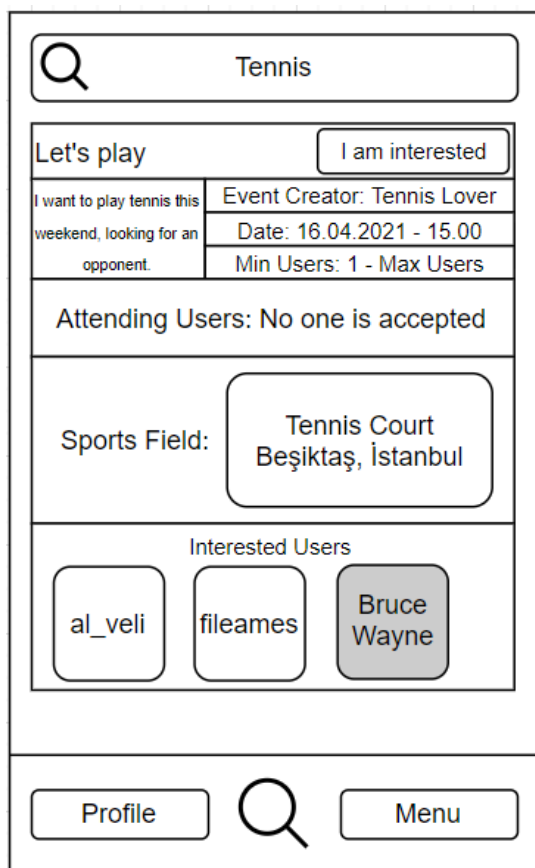 Tennis
Let's play
I am interested
I want to play tennis this
weekend, looking for an
opponent.
Event Creator: Tennis Lover
Date: 16.04.2021 - 15.00
Min Users: 1 - Max Users
Attending Users: No one is accepted
Sports Field:
Tennis Court
Beşiktaş, İstanbul
Interested Users
al_veli
fileames
Bruce
Wayne
Profile
Menu